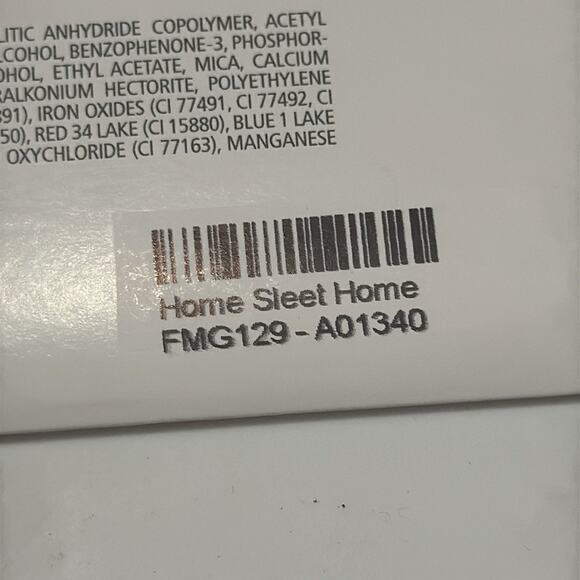 LITIC ANHYDRIDE COPOLYMER, ACETYL
LCOHOL, BENZOPHENONE-3, PHOSPHOR-
OHOL, ETHYL ACETATE, MICA, CALCIUM
RALKONIUM HECTORITE, POLYETHYLENE
891), IRON OXIDES (CI 77491, CI 77492, CI
50), RED 34 LAKE (CI 15880), BLUE 1 LAKE
OXYCHLORIDE (CI 77163), MANGANESE
Home Sleet Home
FMG129 - A01340